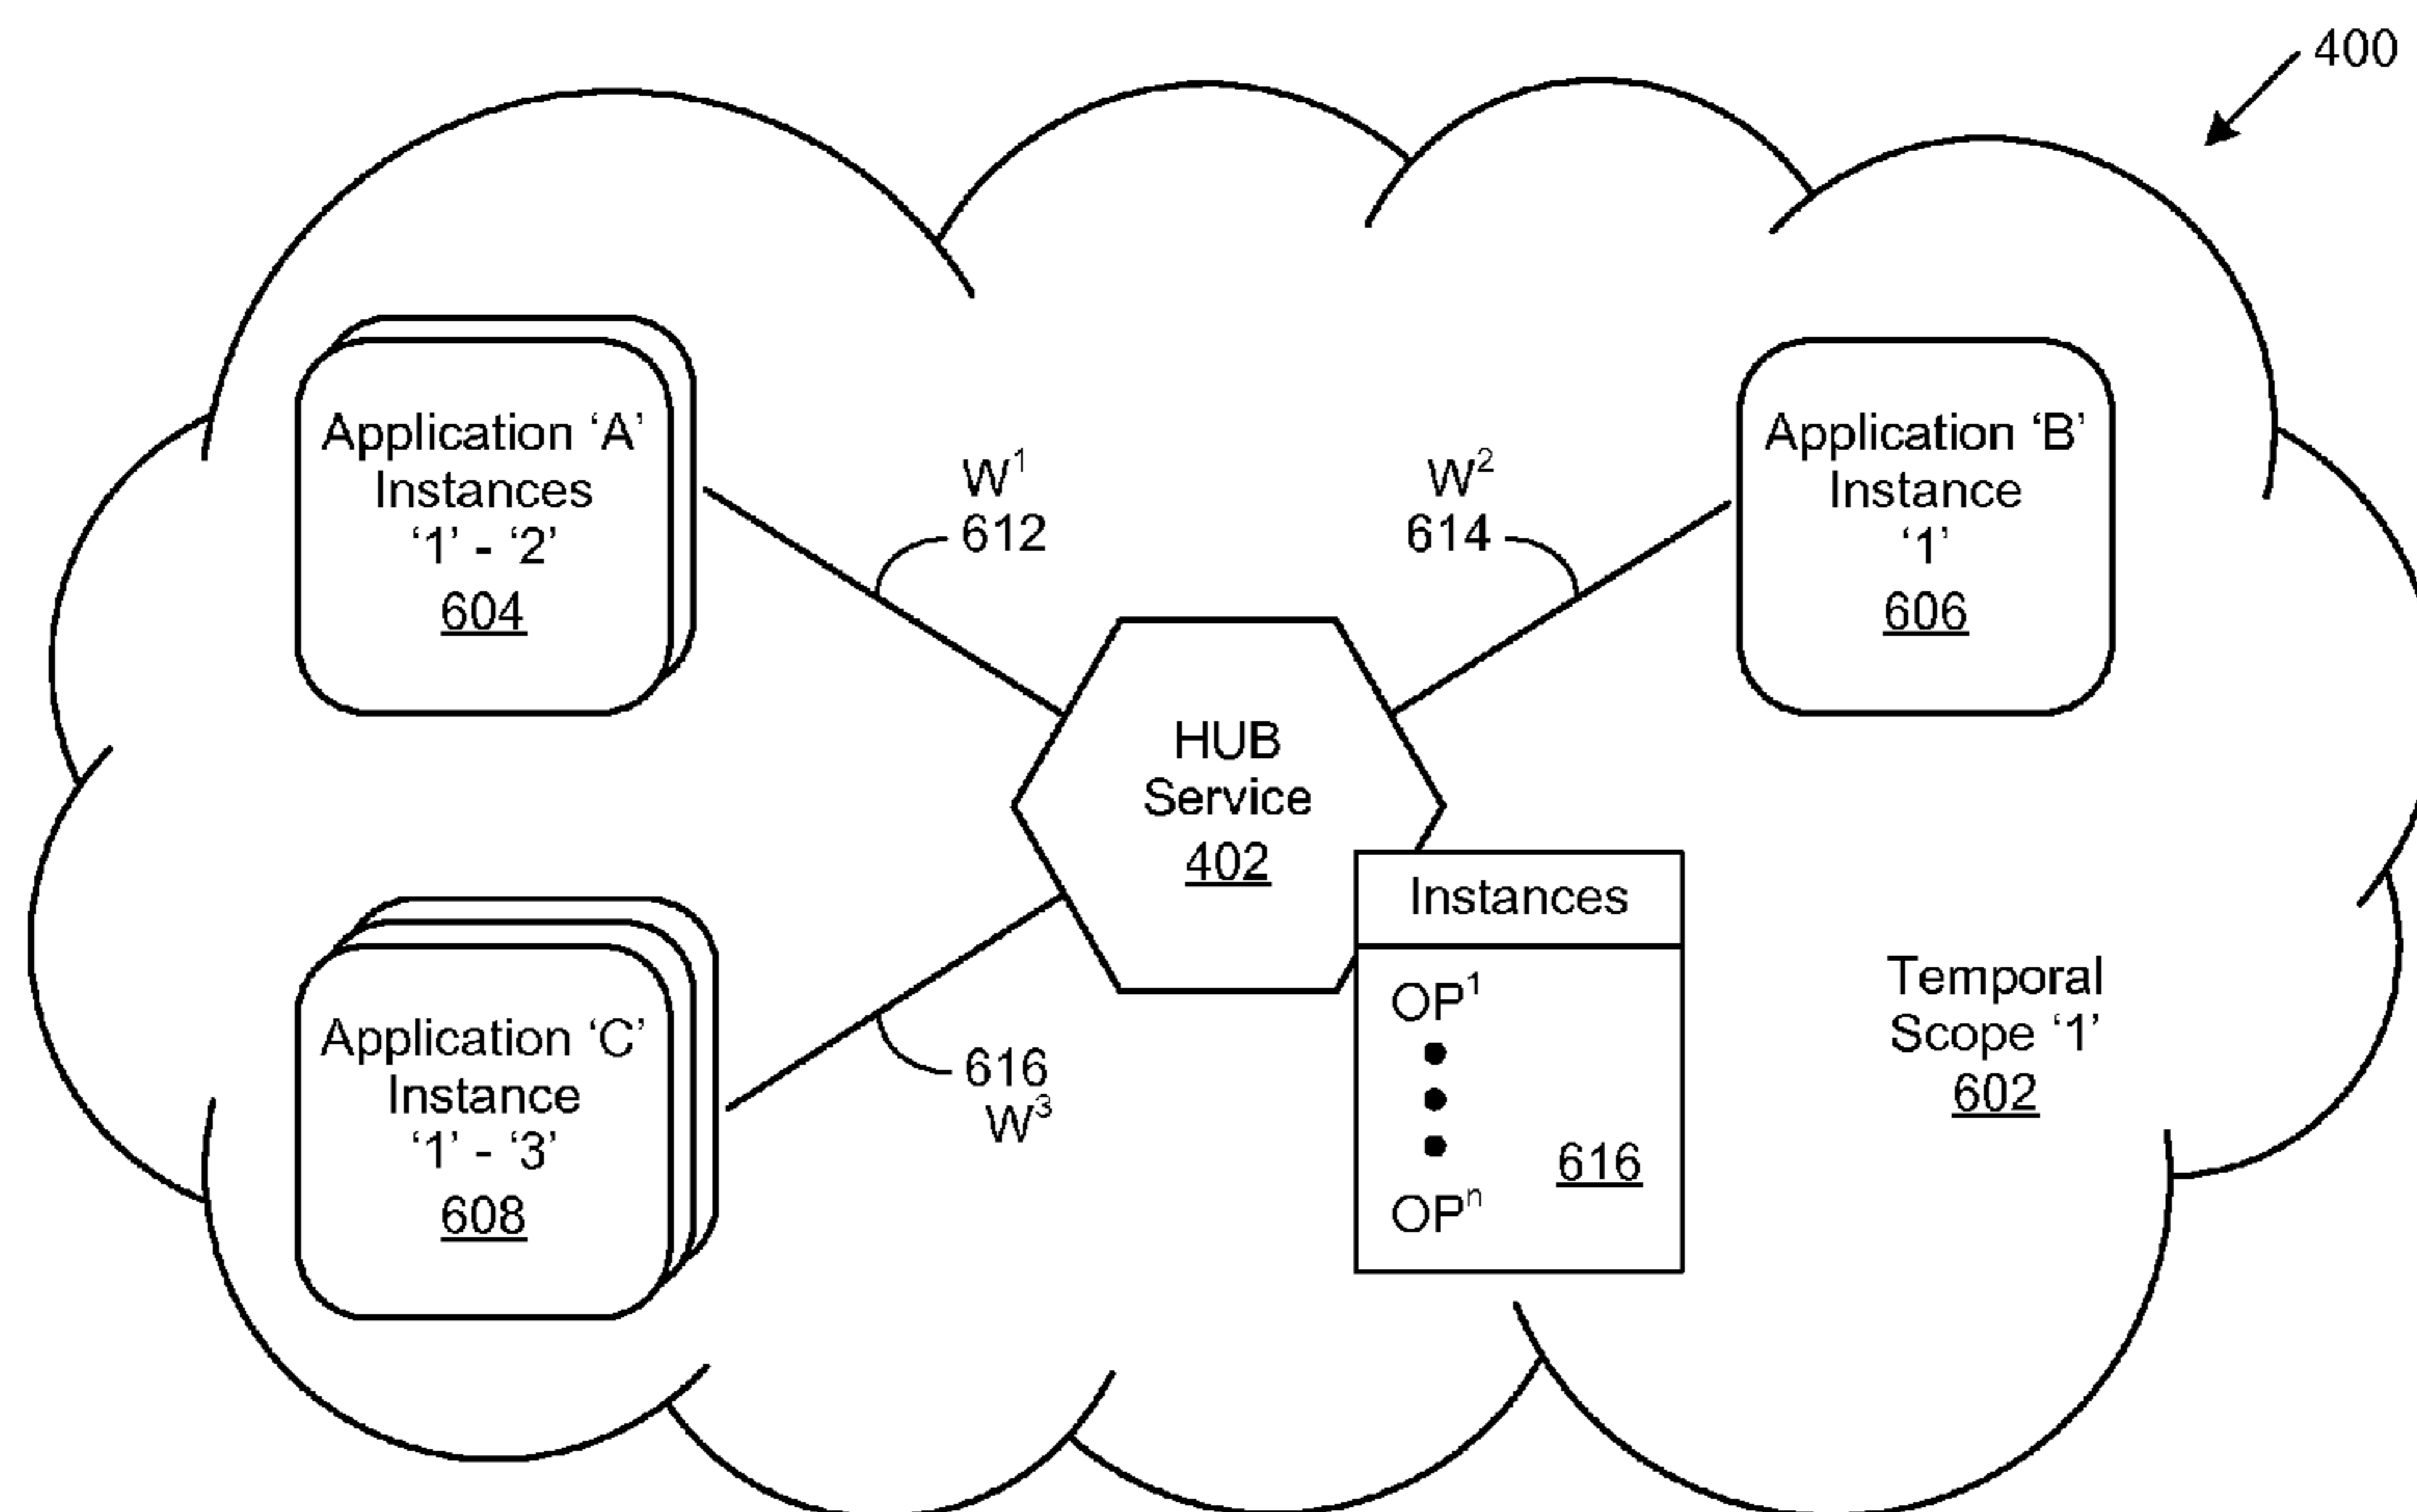 400
Application ‘A’
Instances
‘1’ - ‘2’
604
W¹
612
W²
614
Application ‘B’
Instance
‘1’
606
HUB
Service
402
Instances
OP¹
OPⁿ
616
Application ‘C’
Instance
‘1’ - ‘3’
608
616
W³
Temporal
Scope ‘1’
602